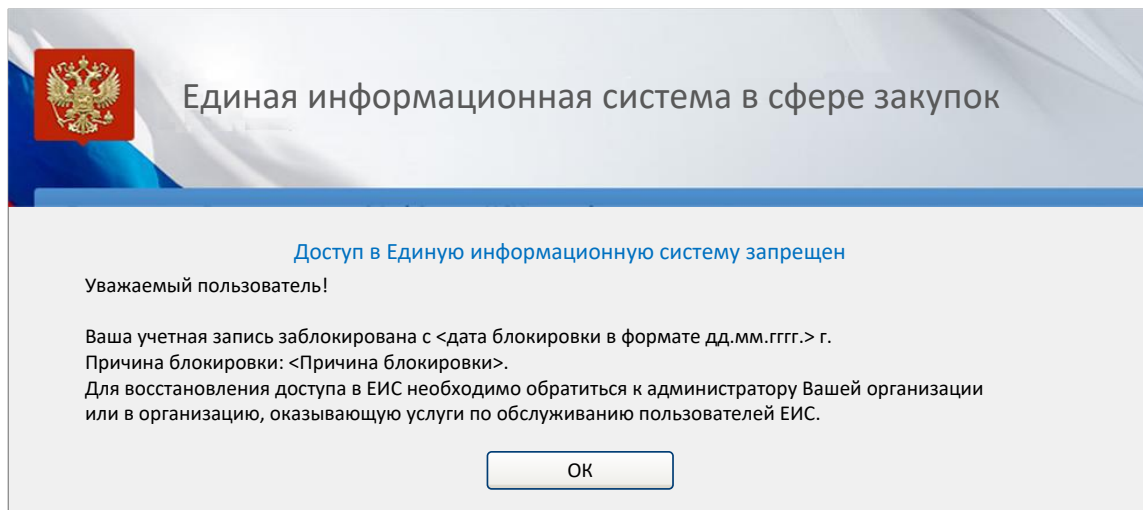 Единая информационная система в сфере закупок
Доступ в Единую информационную систему запрещен
Уважаемый пользователь!
Ваша учетная запись заблокирована с <дата блокировки в формате дд.мм.гггг.> г.
Причина блокировки: <Причина блокировки>.
Для восстановления доступа в ЕИС необходимо обратиться к администратору Вашей организации
или в организацию, оказывающую услуги по обслуживанию пользователей ЕИС.
ОК